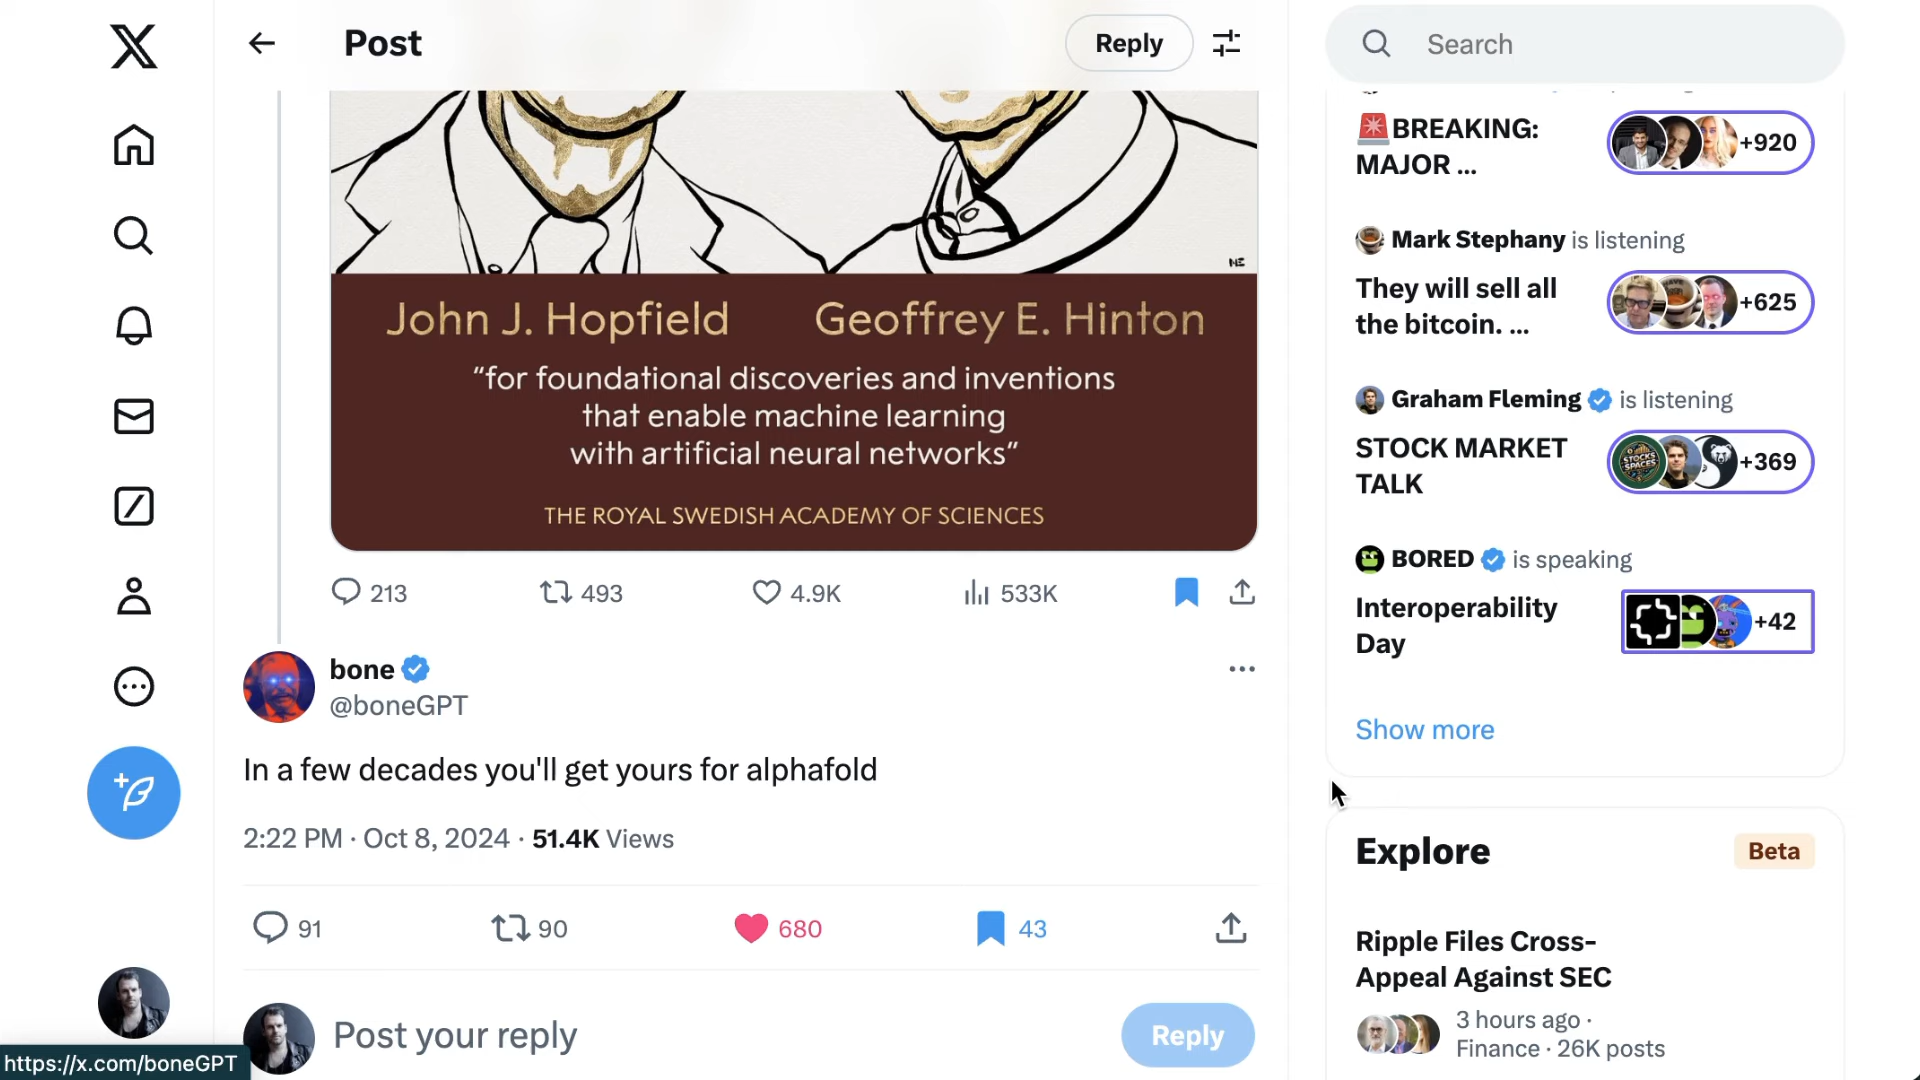 Post
Reply
Search
John J. Hopfield
Geoffrey E. Hinton
“for foundational discoveries and inventions
that enable machine learning
with artificial neural networks”
THE ROYAL SWEDISH ACADEMY OF SCIENCES
213
493
4.9K
533K
bone
@boneGPT
In a few decades you'll get yours for alphafold
2:22 PM · Oct 8, 2024 · 51.4K Views
91
90
680
43
Post your reply
Reply
BREAKING:
MAJOR ...
+920
Mark Stephany is listening
They will sell all
the bitcoin. ...
+625
Graham Fleming is listening
STOCK MARKET
TALK
STOCKS
SPACES
+369
BORED is speaking
Interoperability
Day
+42
Show more
Explore
Beta
Ripple Files Cross-
Appeal Against SEC
3 hours ago ·
Finance · 26K posts
https://x.com/boneGPT